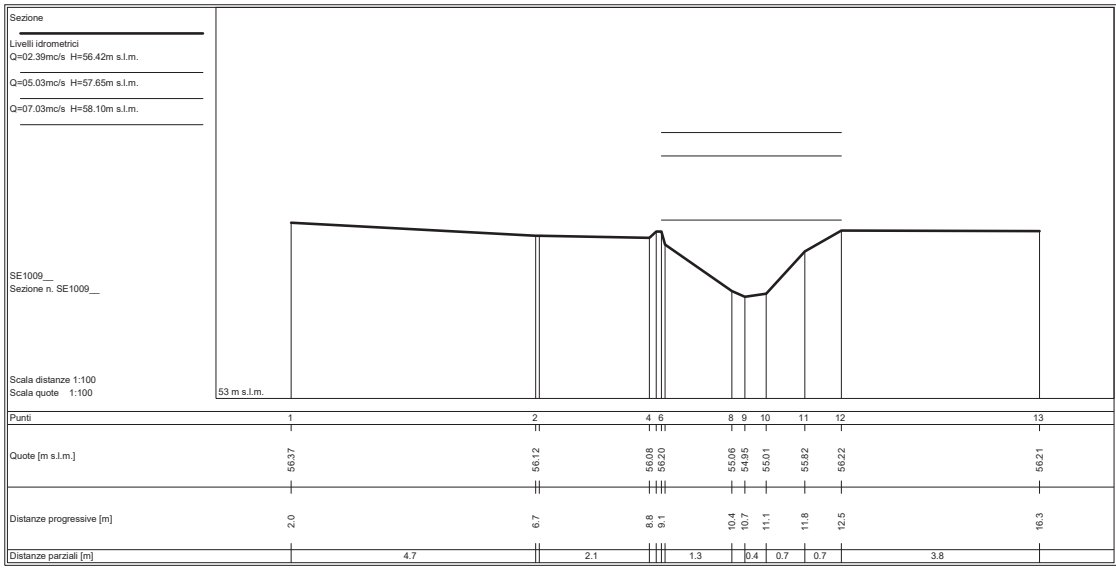 Sezione
Livelli idrometrici
Q=02.39mc/s H=56.42m s.l.m.
Q=05.03mc/s H=57.65m s.l.m.
Q=07.03mc/s H=58.10m s.l.m.
SE1009__
Sezione n. SE1009__
Scala distanze 1:100
Scala quote 1:100
53 m s.l.m.
Punti 1 2 4 6 8 9 10 11 12 13
Quote [m s.l.m.] 56.37 56.12 56.08 56.20 55.06 54.95 55.01 55.82 56.22 56.21
Distanze progressive [m] 2.0 6.7 8.8 9.1 10.4 10.7 11.1 11.8 12.5 16.3
Distanze parziali [m] 4.7 2.1 1.3 0.4 0.7 0.7 3.8